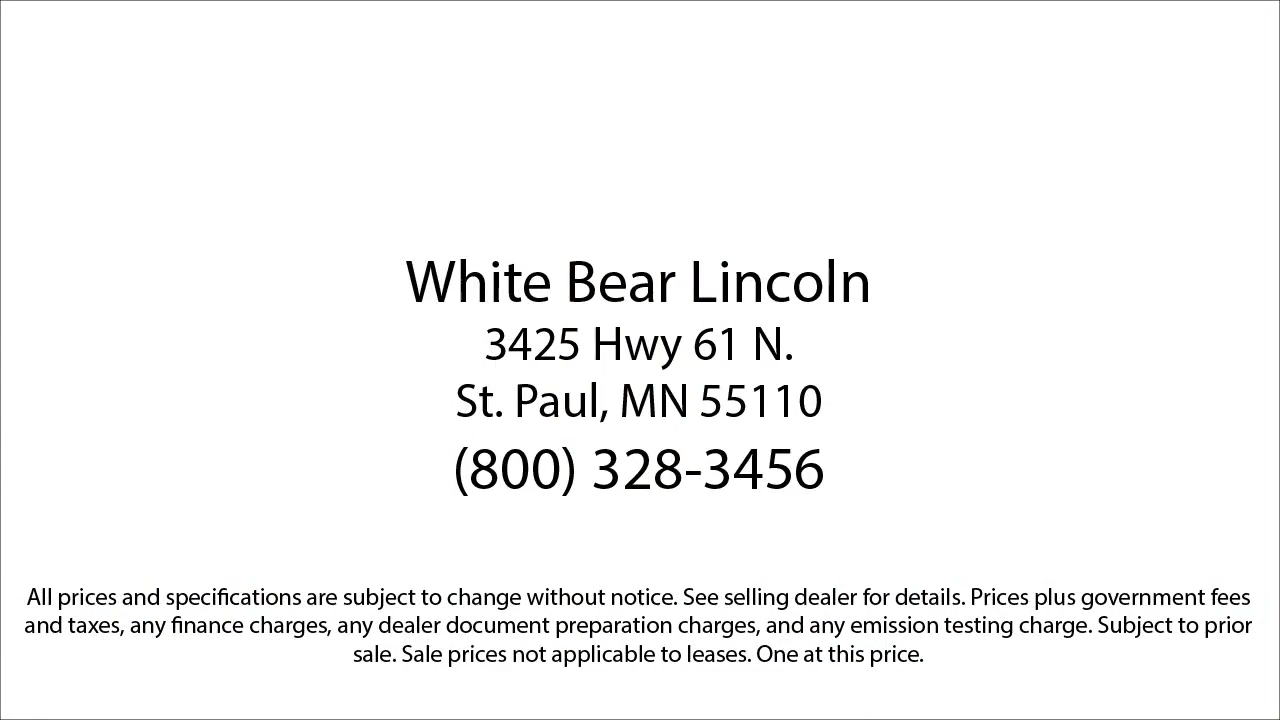 White Bear Lincoln
3425 Hwy 61 N.
St. Paul, MN 55110
(800) 328-3456
All prices and specifications are subject to change without notice. See selling dealer for details. Prices plus government fees
and taxes, any finance charges, any dealer document preparation charges, and any emission testing charge. Subject to prior
sale. Sale prices not applicable to leases. One at this price.